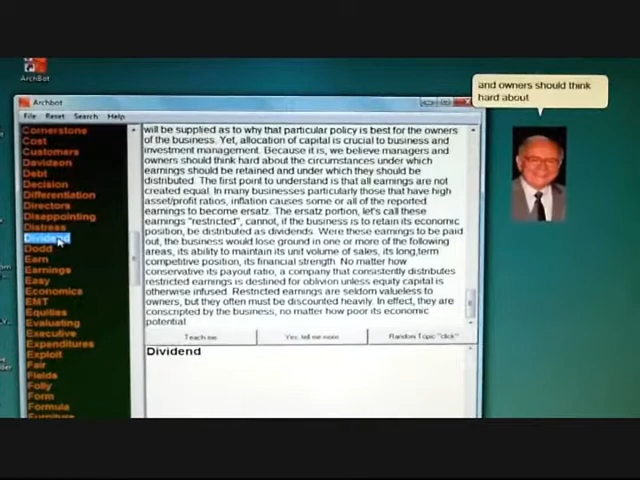 ArchBot
and owners should think
hard about
Archbot
File Reset Search Help
Cornerstone
Cost
Customers
Davidson
Debt
Decision
Differentiation
Directors
Disappointing
Distress
Dividend
Dodd
Earn
Earnings
Easy
Economics
EMT
Equities
Evaluating
Executive
Expenditures
Exploit
Fair
Fields
Folly
Form
Formula
Furniture
will be supplied as to why that particular policy is best for the owners
of the business. Yet, allocation of capital is crucial to business and
investment management. Because it is, we believe managers and
owners should think hard about the circumstances under which
earnings should be retained and under which they should be
distributed. The first point to understand is that all earnings are not
created equal. In many businesses particularly those that have high
asset/profit ratios, inflation causes some or all of the reported
earnings to become ersatz. The ersatz portion, let's call these
earnings "restricted", cannot, if the business is to retain its economic
position, be distributed as dividends. Were these earnings to be paid
out, the business would lose ground in one or more of the following
areas, its ability to maintain its unit volume of sales, its long,term
competitive position, its financial strength. No matter how
conservative its payout ratio, a company that consistently distributes
restricted earnings is destined for oblivion unless equity capital is
otherwise infused. Restricted earnings are seldom valueless to
owners, but they often must be discounted heavily. In effect, they are
conscripted by the business, no matter how poor its economic
potential.
Teach me
Yes, tell me more
Random Topic "click"
Dividend